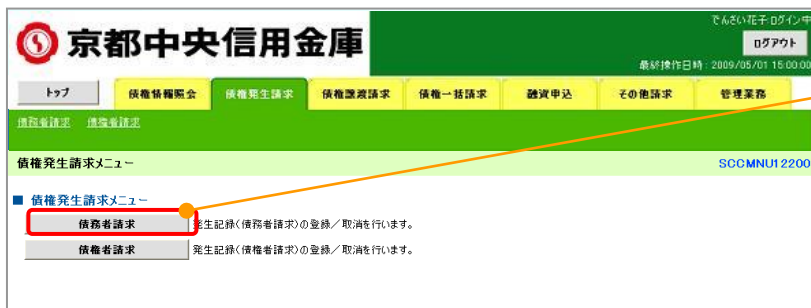 でんさい花子 ログイン中
京都中央信用金庫
ログアウト
最終操作日時：2009/05/01 15:00:00
トップ 債権情報照会 債権発生請求 債権譲渡請求 債権一括請求 融資申込 その他請求 管理業務
債務者請求 債権者請求
債権発生請求メニュー SCCMNU12200
■ 債権発生請求メニュー
債務者請求 発生記録(債務者請求)の登録／取消を行います。
債権者請求 発生記録(債権者請求)の登録／取消を行います。